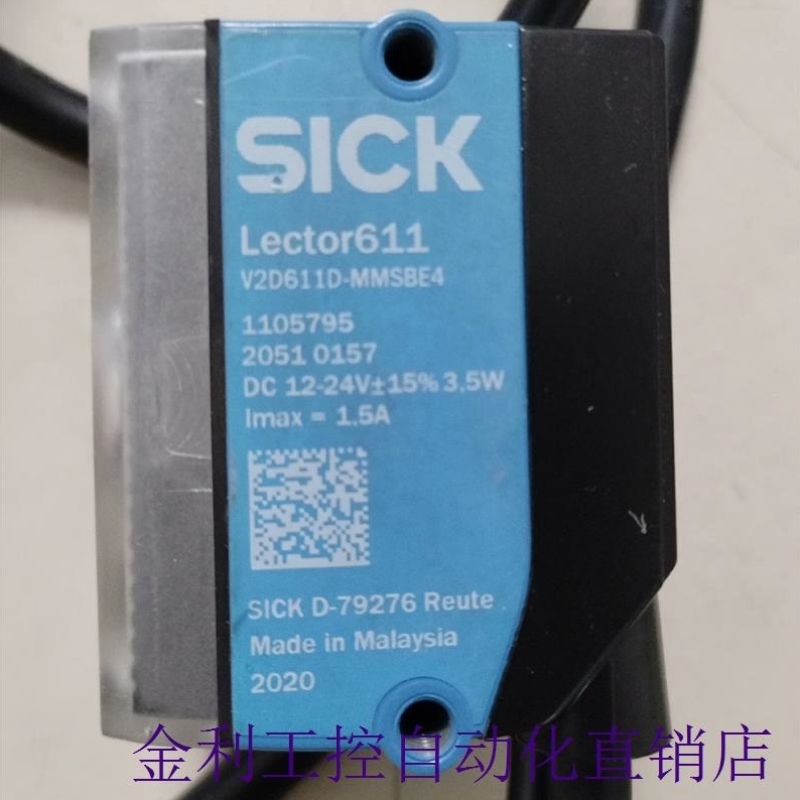 SICK
Lector611
V2D611D-MMSBE4
1105795
2051 0157
DC 12-24V±15% 3,5W
Imax = 1,5A
SICK D-79276 Reute
Made in Malaysia
2020
金利工控自动化直销店